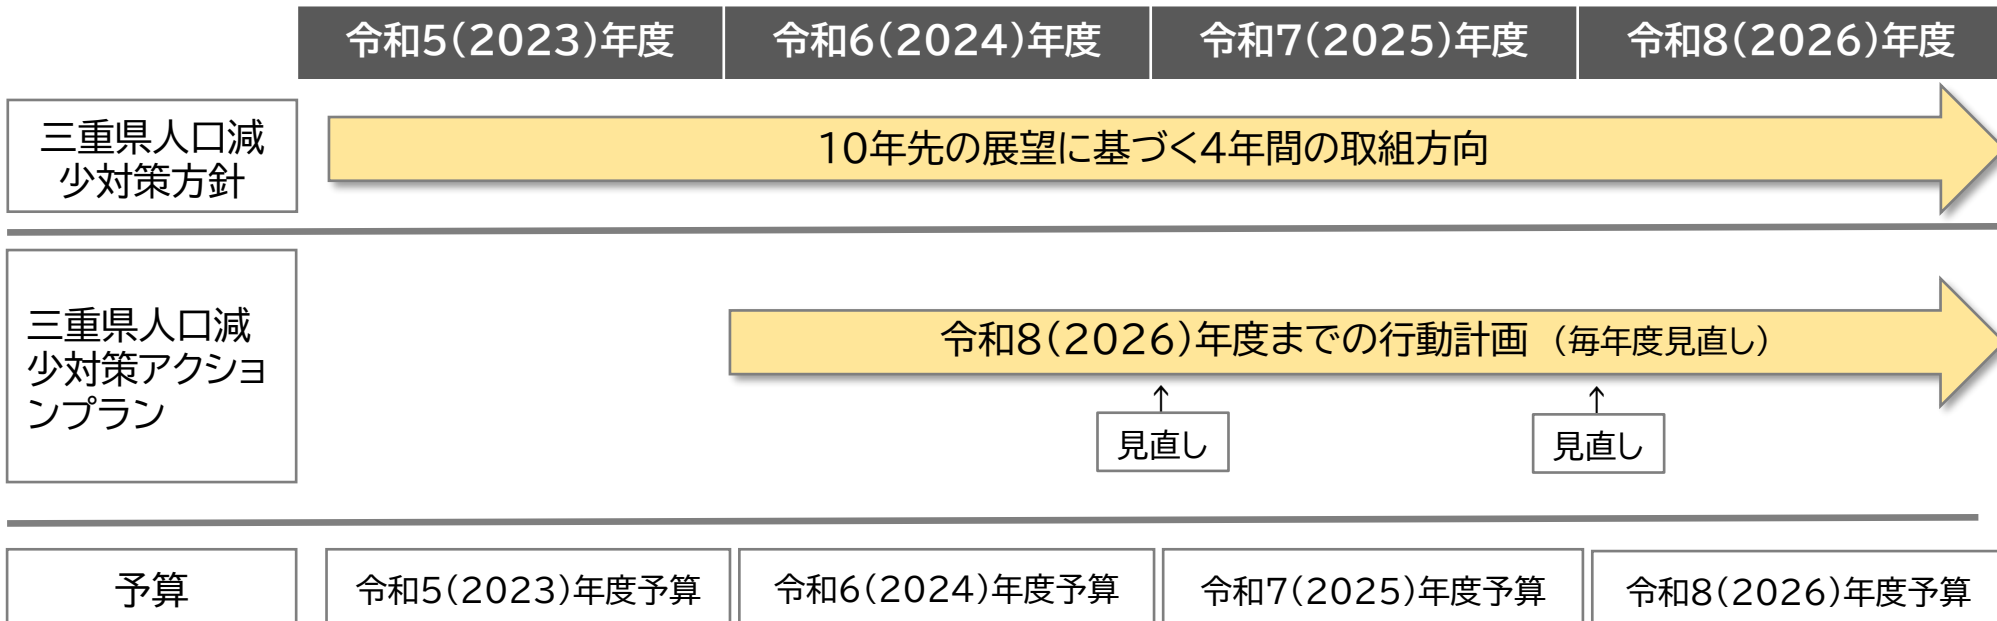 令和5(2023)年度
令和6(2024)年度
令和7(2025)年度
令和8(2026)年度
三重県人口減
少対策方針
10年先の展望に基づく4年間の取組方向
三重県人口減
少対策アクショ
ンプラン
令和8(2026)年度までの行動計画 (毎年度見直し)
↑
見直し
↑
見直し
予算
令和5(2023)年度予算
令和6(2024)年度予算
令和7(2025)年度予算
令和8(2026)年度予算